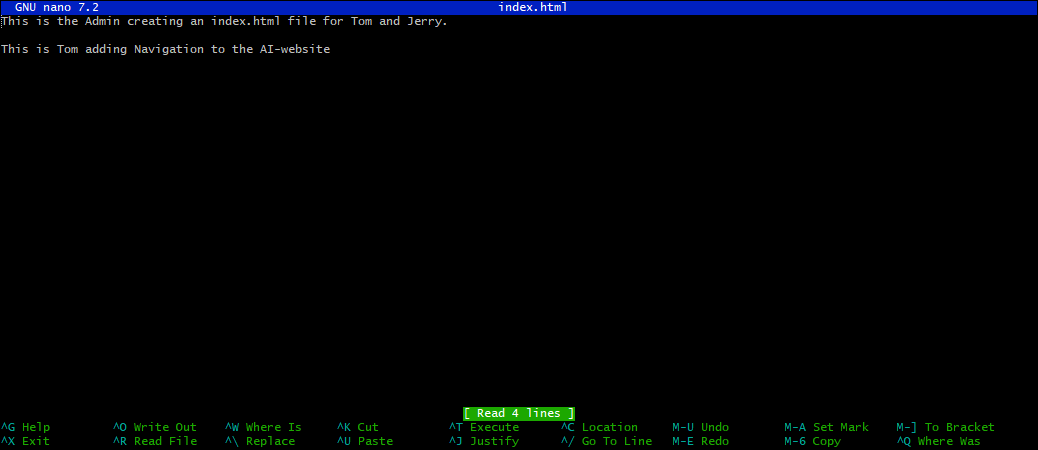 GNU nano 7.2 index.html
This is the Admin creating an index.html file for Tom and Jerry.
This is Tom adding Navigation to the AI-website
[ Read 4 lines ]
^G Help ^O Write Out ^W Where Is ^K Cut ^T Execute ^C Location M-U Undo M-A Set Mark M-] To Bracket
^X Exit ^R Read File ^\ Replace ^U Paste ^J Justify ^/ Go To Line M-E Redo M-6 Copy ^Q Where Was